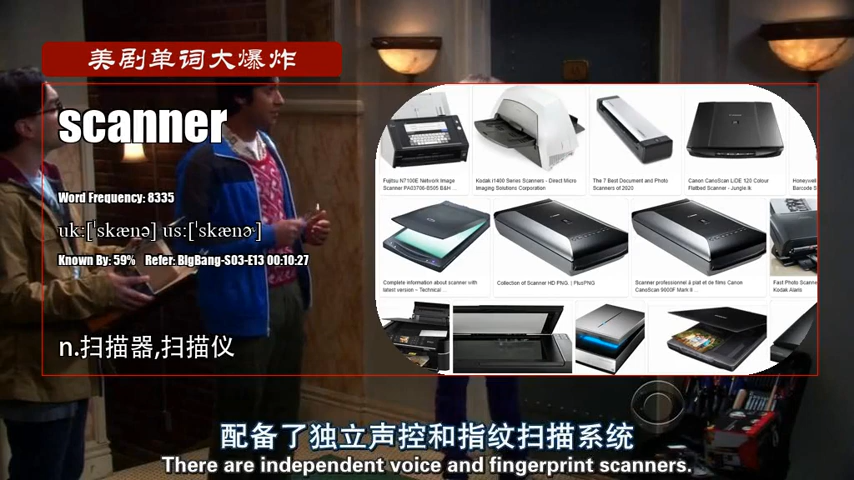 美剧单词大爆炸
scanner
Word Frequency: 8335
uk:[ˈskænə] us:[ˈskænɚ]
Known By: 59% Refer: BigBang-S03-E13 00:10:27
n.扫描器,扫描仪
Fujitsu N7100E Network Image
Scanner PA03706-B505 B&H ...
Kodak i1400 Series Scanners - Direct Micro
Imaging Solutions Corporation
The 7 Best Document and Photo
Scanners of 2020
Canon CanoScan LiDE 120 Colour
Flatbed Scanner - Jungle.lk
Honeywell
Barcode S
Complete information about scanner with
latest version – Technical ...
Collection of Scanner HD PNG. | PlusPNG
Scanner professionnel à plat et de films Canon
CanoScan 9000F Mark II ...
Fast Photo Scann
Kodak Alaris
配备了独立声控和指纹扫描系统
There are independent voice and fingerprint scanners.